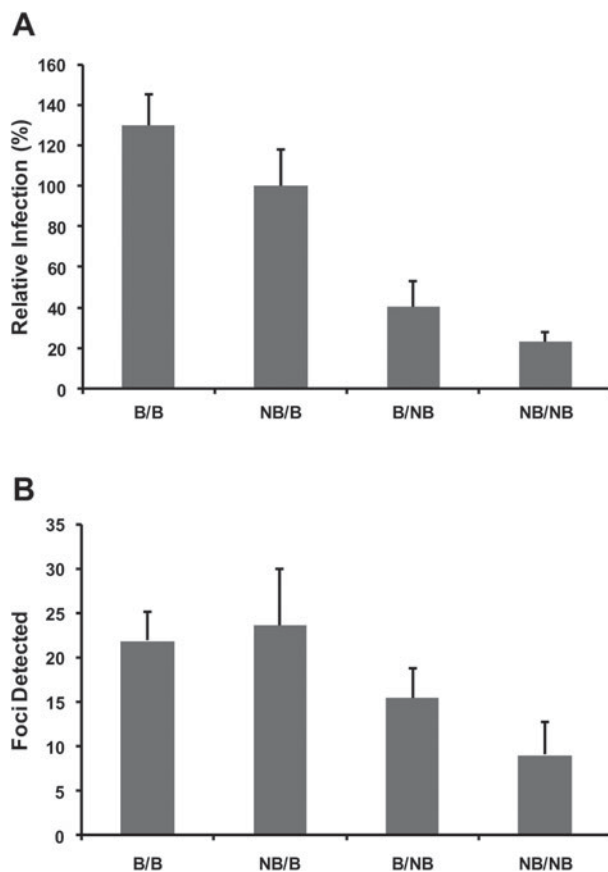 A
Relative Infection (%)
160
140
120
100
80
60
40
20
0
B/B NB/B B/NB NB/NB
B
Foci Detected
35
30
25
20
15
10
5
0
B/B NB/B B/NB NB/NB